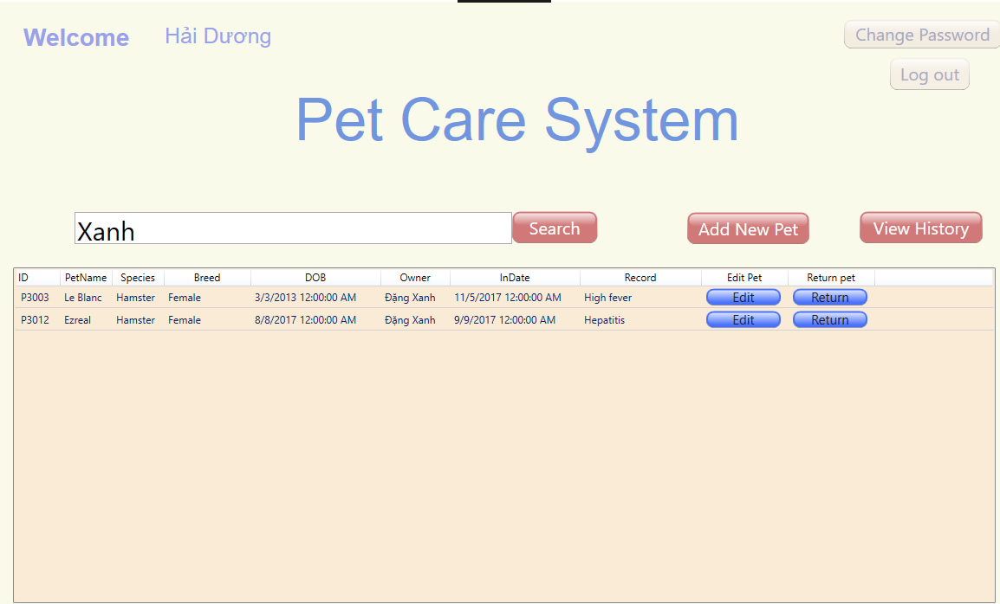 Welcome Hải Dương Change Password
Log out
Pet Care System
Xanh Search Add New Pet View History
ID PetName Species Breed DOB Owner InDate Record Edit Pet Return pet
P3003 Le Blanc Hamster Female 3/3/2013 12:00:00 AM Đặng Xanh 11/5/2017 12:00:00 AM High fever Edit Return
P3012 Ezreal Hamster Female 8/8/2017 12:00:00 AM Đặng Xanh 9/9/2017 12:00:00 AM Hepatitis Edit Return